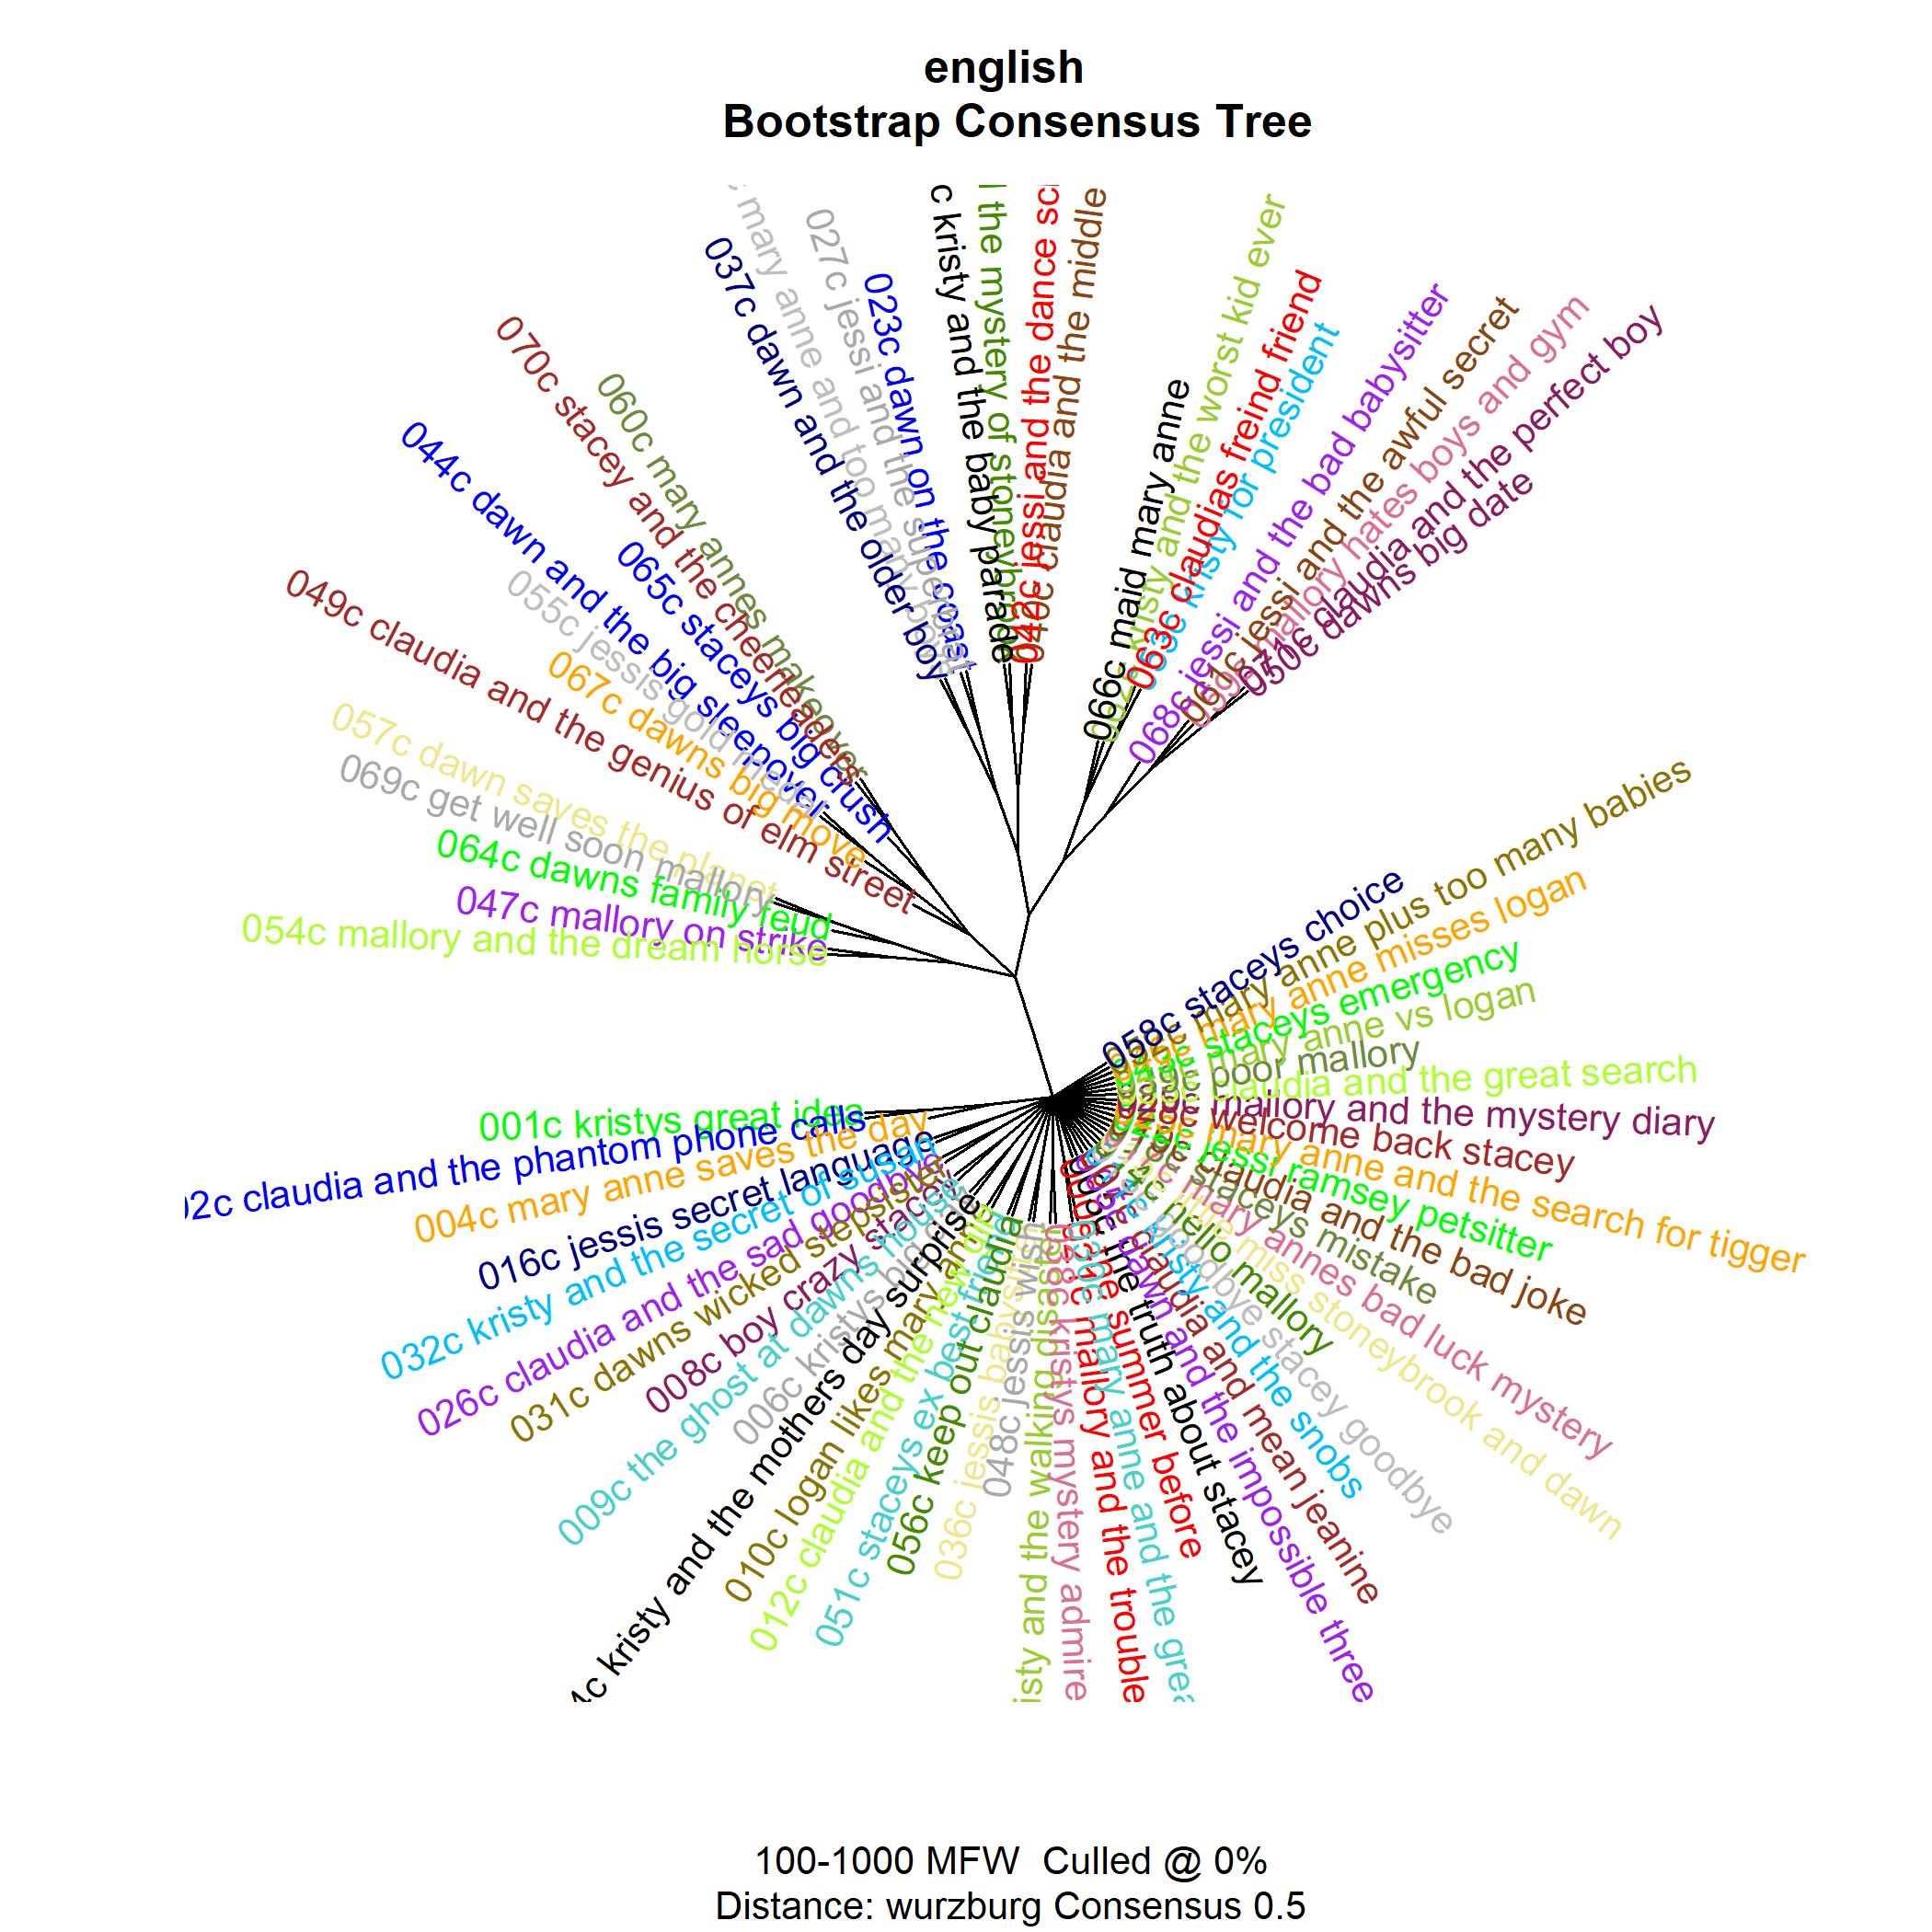 english
Bootstrap Consensus Tree
c mary anne and too many boys
037c dawn and the older boy
027c jessi and the superbrat
023c dawn on the coast
c kristy and the baby parade
the mystery of stoneybrook
042c jessi and the dance
040c claudia and the middle
066c maid mary anne
kristy and the worst kid ever
063c claudias freind friend
kristy for president
068c jessi and the bad babysitter
061c jessi and the awful secret
mallory hates boys and gym
071c claudia and the perfect boy
050c dawns big date
060c mary annes makeover
070c stacey and the cheerleaders
065c staceys big crush
044c dawn and the big sleepover
055c jessis gold medal
067c dawns big move
049c claudia and the genius of elm street
057c dawn saves the planet
069c get well soon mallory
064c dawns family feud
047c mallory on strike
054c mallory and the dream horse
058c staceys choice
mary anne plus too many babies
mary anne misses logan
staceys emergency
mary anne vs logan
poor mallory
claudia and the great search
mallory and the mystery diary
welcome back stacey
mary anne and the search for tigger
jessi ramsey petsitter
claudia and the bad joke
staceys mistake
mary annes bad luck mystery
miss stoneybrook and dawn
hello mallory
goodbye stacey goodbye
kristy and the snobs
claudia and mean jeanine
dawn and the impossible three
the truth about stacey
the summer before
mary anne and the
mallory and the trouble
kristys mystery admire
and the walking disaster
048c jessis wish
036c jessis babysitter
056c keep out claudia
051c staceys ex best friend
012c claudia and the new girl
010c logan likes mary anne
4c kristy and the mothers day surprise
006c kristys big day
009c the ghost at dawns house
008c boy crazy stacey
031c dawns wicked stepsister
026c claudia and the sad goodbye
032c kristy and the secret of susan
016c jessis secret language
004c mary anne saves the day
2c claudia and the phantom phone calls
001c kristys great idea
100-1000 MFW Culled @ 0%
Distance: wurzburg Consensus 0.5